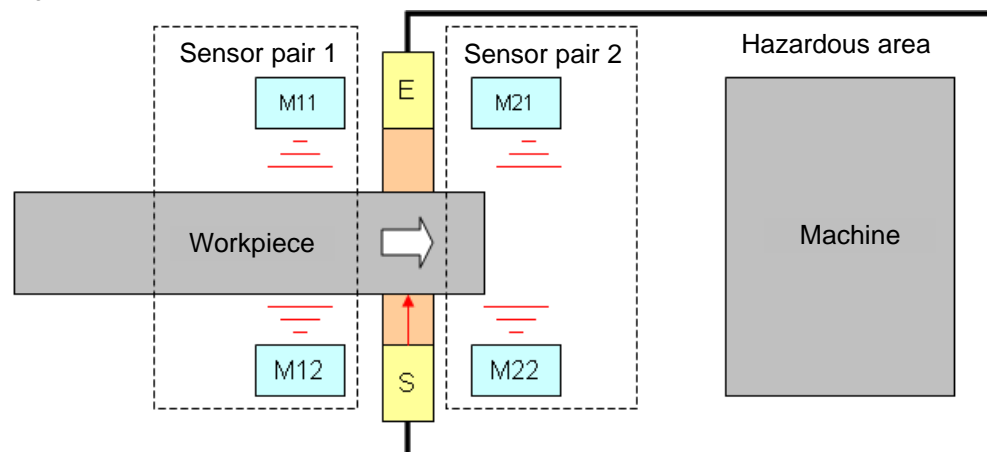 Hazardous area
Sensor pair 1
Sensor pair 2
M11
E
M21
Workpiece
Machine
M12
S
M22